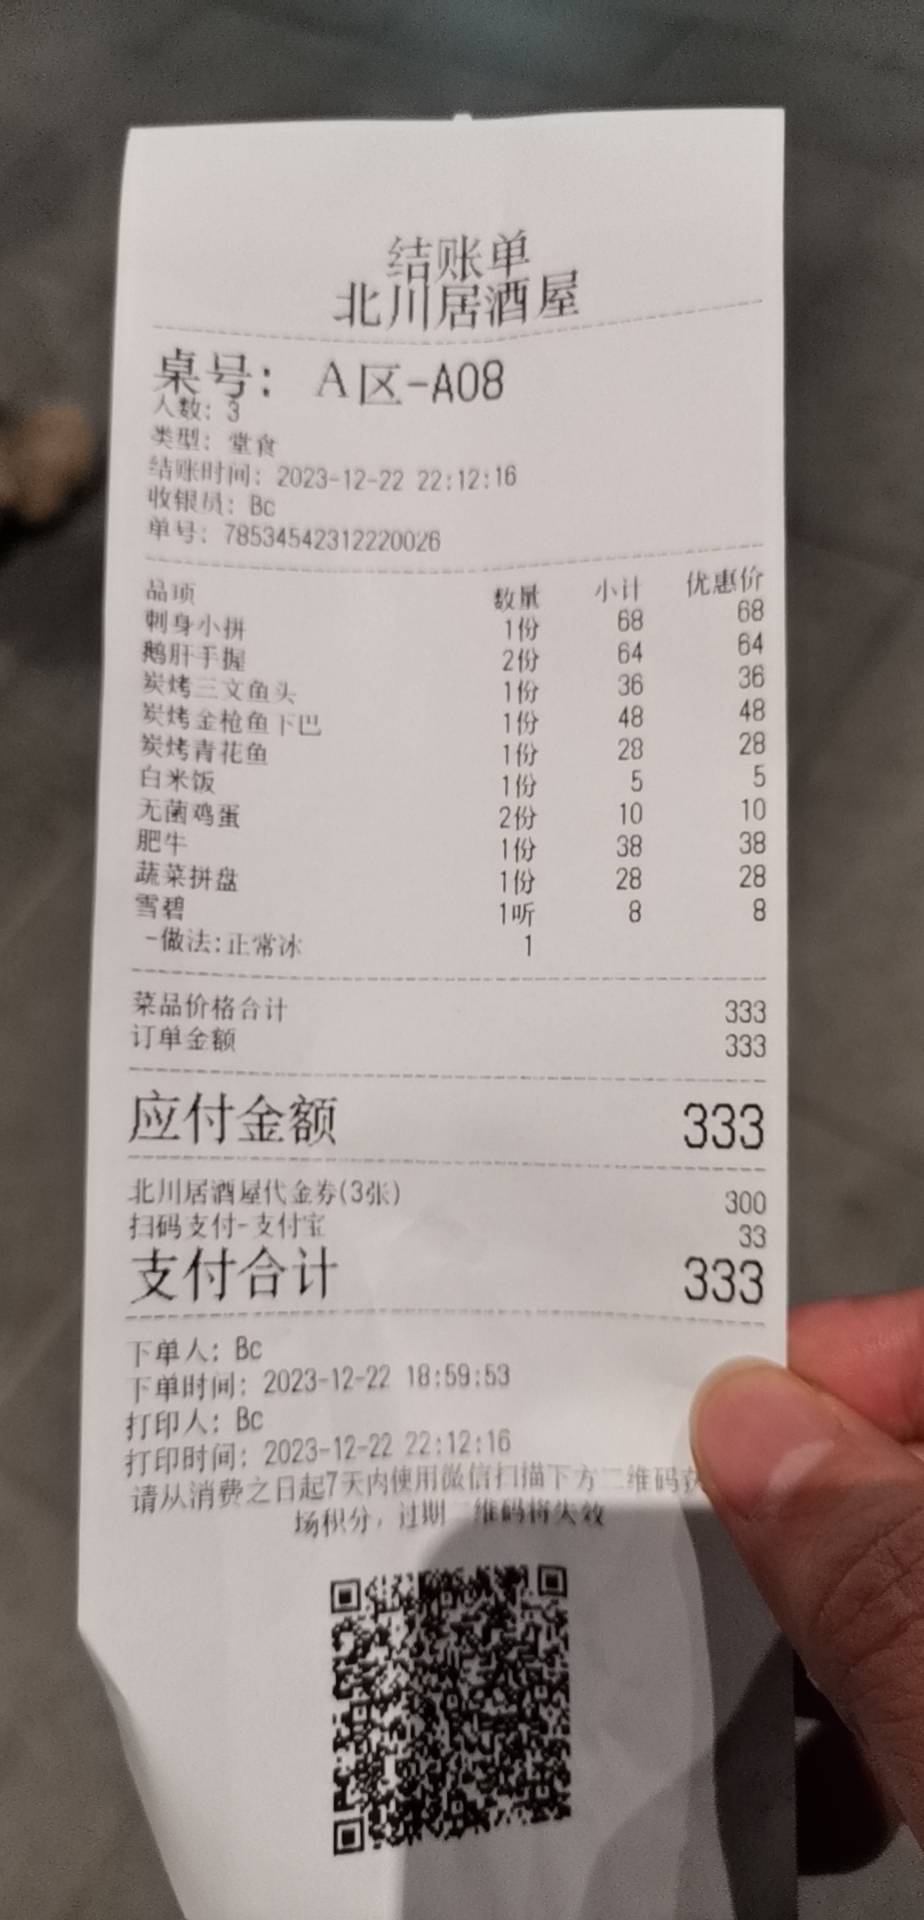 结账单
北川居酒屋
桌号： A区-A08
人数：3
类型：堂食
结账时间：2023-12-22 22:12:16
收银员：Bc
单号：78534542312220026
品项 数量 小计 优惠价
刺身小拼 1份 68 68
鹅肝手握 2份 64 64
炭烤三文鱼头 1份 36 36
炭烤金枪鱼下巴 1份 48 48
炭烤青花鱼 1份 28 28
白米饭 1份 5 5
无菌鸡蛋 2份 10 10
肥牛 1份 38 38
蔬菜拼盘 1份 28 28
雪碧 1听 8 8
-做法:正常冰 1
菜品价格合计 333
订单金额 333
应付金额 333
北川居酒屋代金券(3张) 300
扫码支付-支付宝 33
支付合计 333
下单人：Bc
下单时间：2023-12-22 18:59:53
打印人：Bc
打印时间：2023-12-22 22:12:16
请从消费之日起7天内使用微信扫描下方二维码
场积分，过期二维码将失效